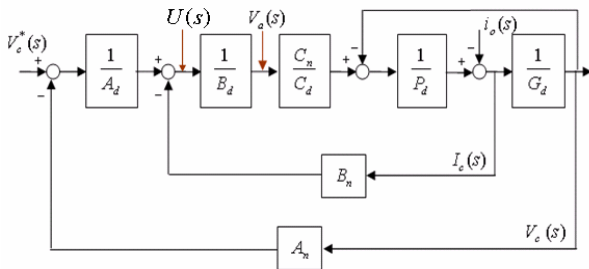 U(s)
V_a(s)
i_o(s)
V_c^*(s)
+
−
1/A_d
+
−
1/B_d
C_n/C_d
+
−
1/P_d
+
−
1/G_d
B_n
I_c(s)
A_n
V_c(s)